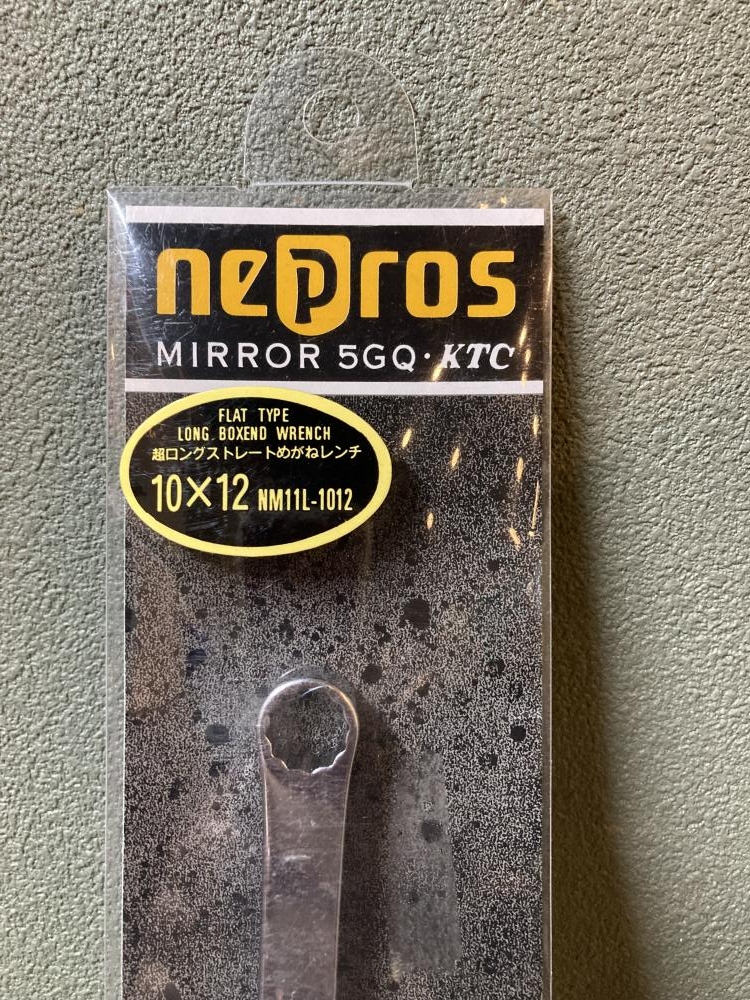 nepros
MIRROR 5GQ・KTC
FLAT TYPE
LONG BOXEND WRENCH
超ロングストレートめがねレンチ
10×12 NM11L-1012